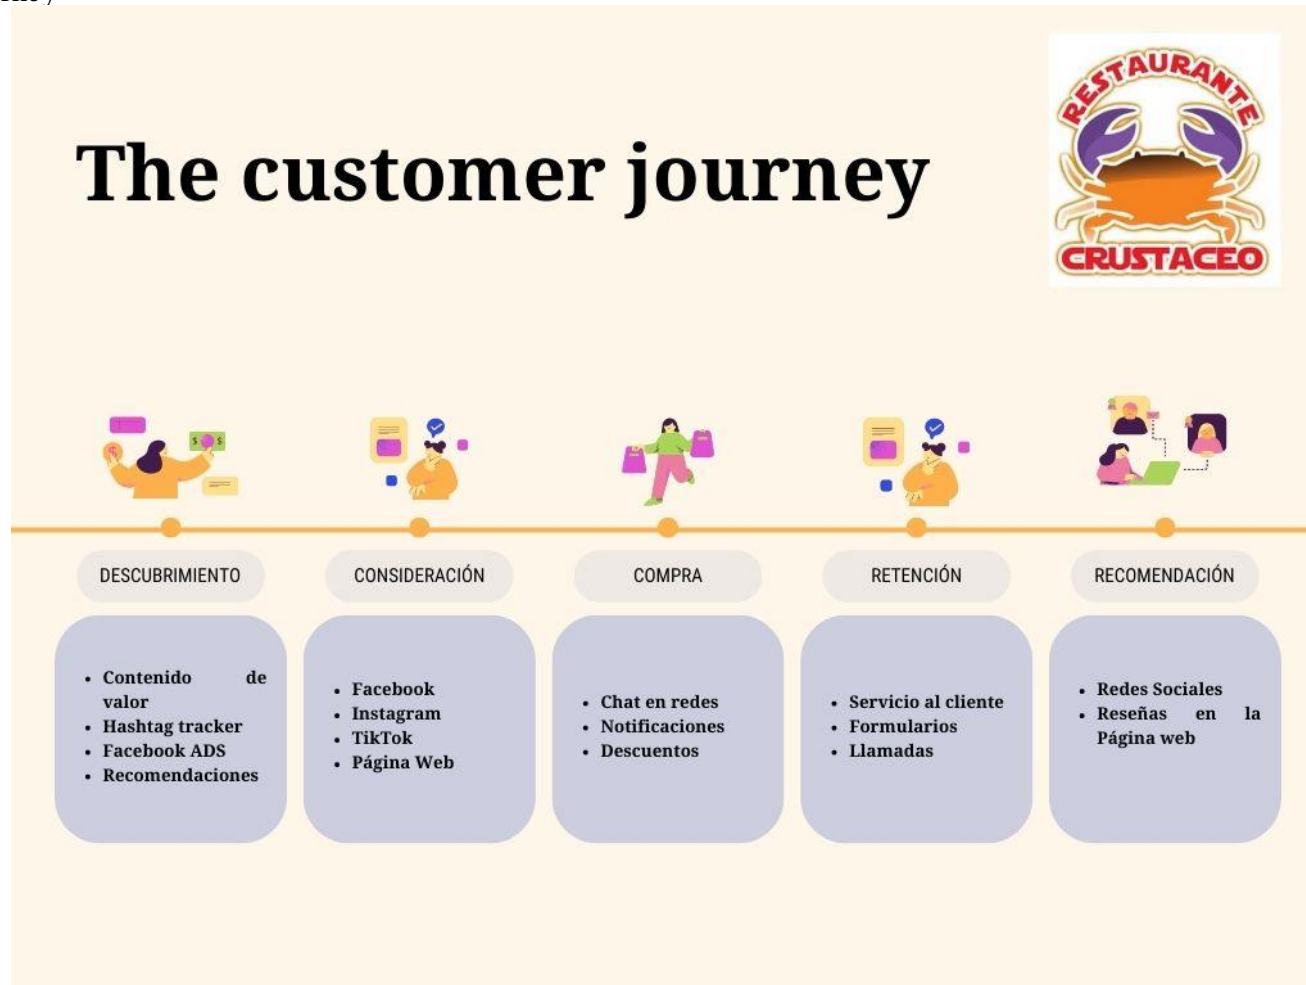 The customer journey
RESTAURANTE
CRUSTACEO
DESCUBRIMIENTO
Contenido de
valor
Hashtag tracker
Facebook ADS
Recomendaciones
CONSIDERACIÓN
Facebook
Instagram
TikTok
Página Web
COMPRA
Chat en redes
Notificaciones
Descuentos
RETENCIÓN
Servicio al cliente
Formularios
Llamadas
RECOMENDACIÓN
Redes Sociales
Reseñas en la
Página web